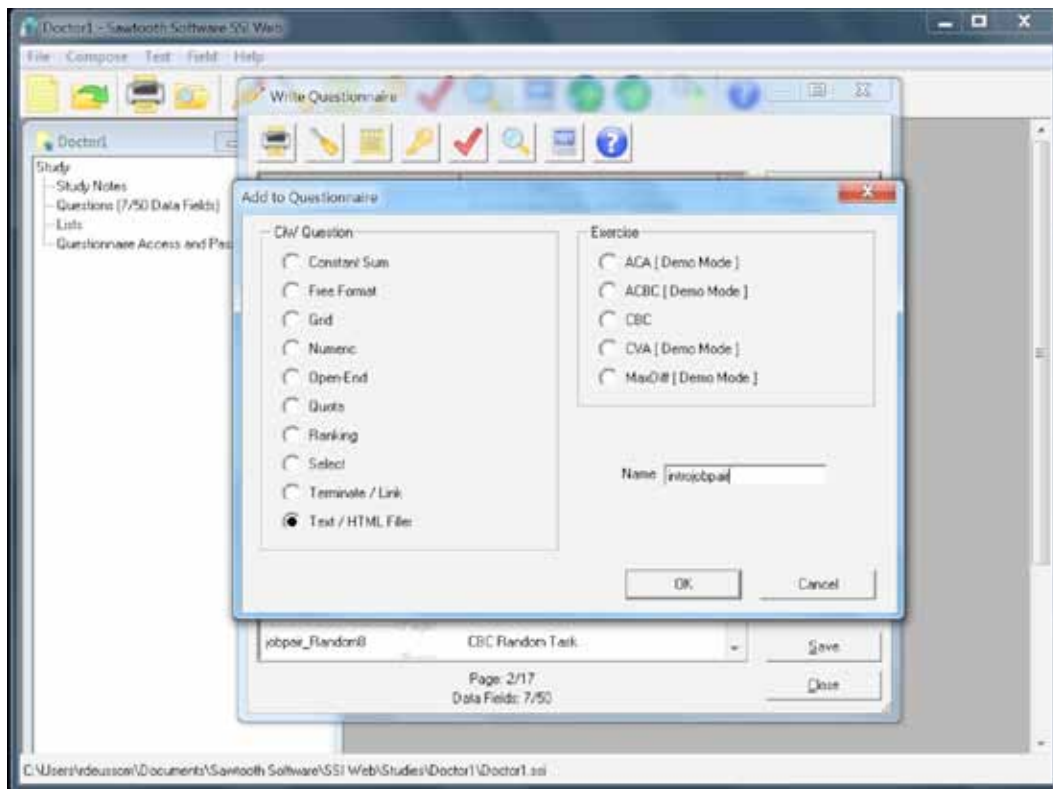 Doctor1 - Sawtooth Software SSI Web
File Compose Test Field Help
Write Questionnaire
Doctor1
Study
Study Notes
Questions (7/50 Data Fields)
Lists
Questionnaire Access and Pas
Add to Questionnaire
CiW Question
Constant Sum
Free Format
Grid
Numeric
Open-End
Quota
Ranking
Select
Terminate / Link
Text / HTML Filler
Exercise
ACA [ Demo Mode ]
ACBC [ Demo Mode ]
CBC
CVA [ Demo Mode ]
MaxDiff [ Demo Mode ]
Name introjobpair
OK Cancel
jobpair_Random8 CBC Random Task
Save
Page: 2/17
Data Fields: 7/50
Close
C:\Users\rdeussom\Documents\Sawtooth Software\SSI Web\Studies\Doctor1\Doctor1.ssi